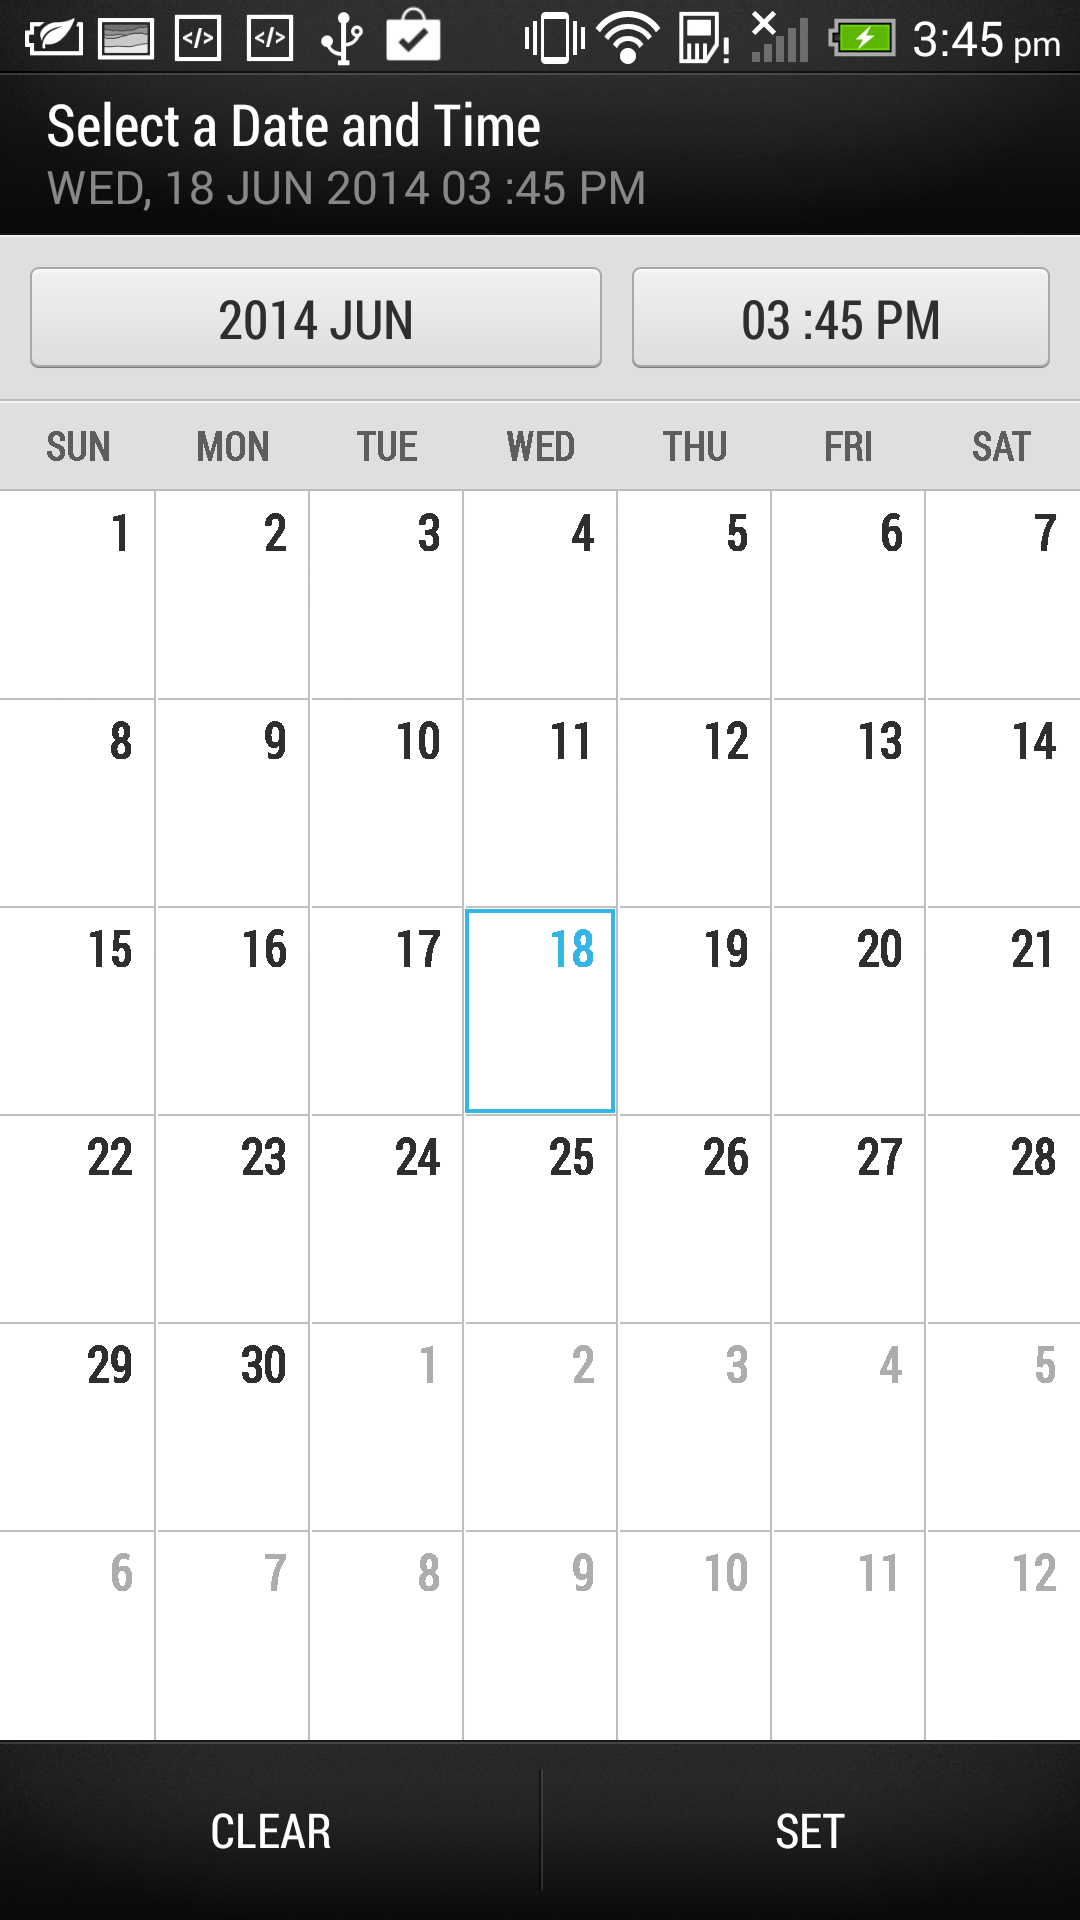 3:45 pm
Select a Date and Time
WED, 18 JUN 2014 03 :45 PM
2014 JUN 03 :45 PM
SUN MON TUE WED THU FRI SAT
1 2 3 4 5 6 7
8 9 10 11 12 13 14
15 16 17 18 19 20 21
22 23 24 25 26 27 28
29 30 1 2 3 4 5
6 7 8 9 10 11 12
CLEAR SET